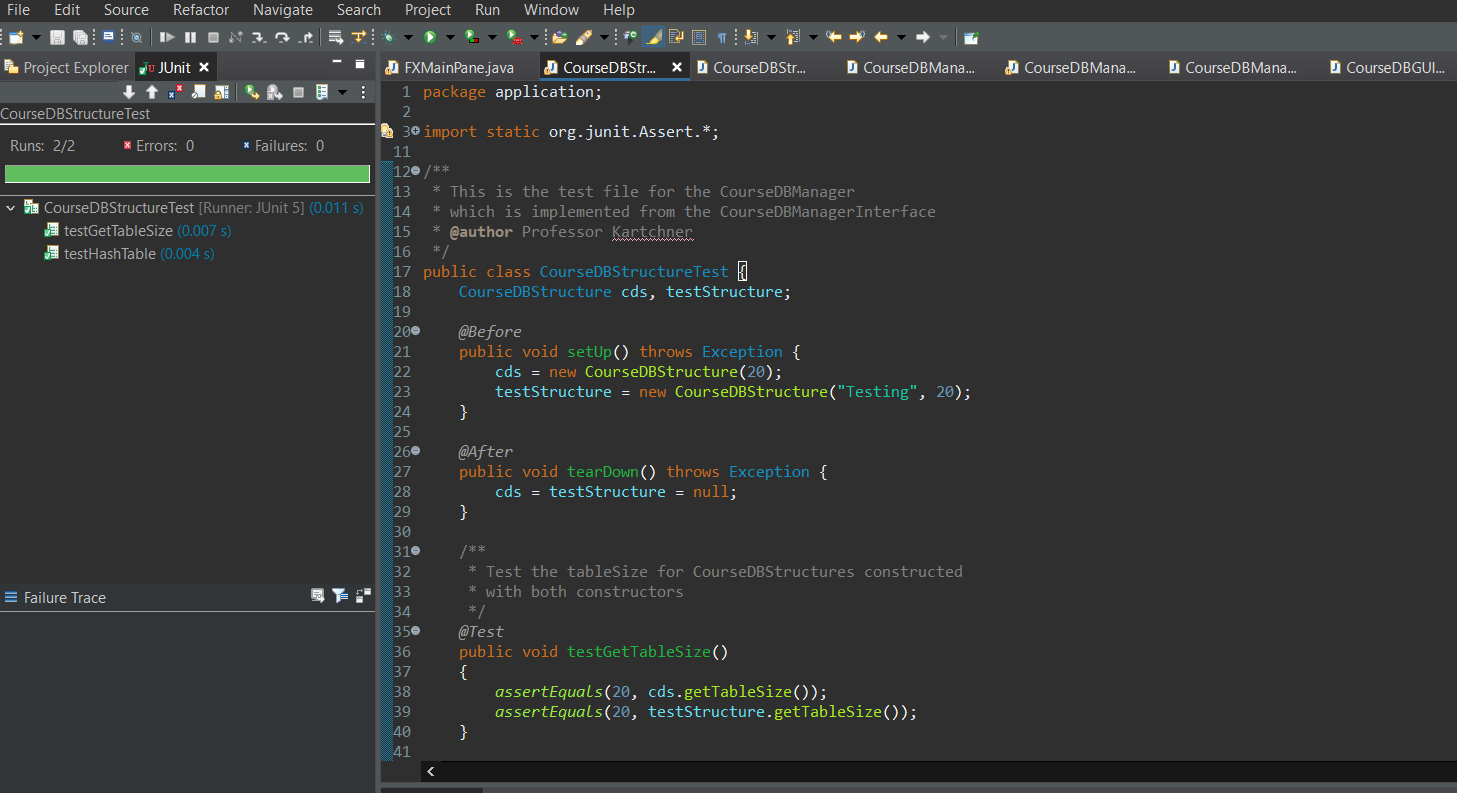 File Edit Source Refactor Navigate Search Project Run Window Help
Project Explorer JUnit
FXMainPane.java CourseDBStr... CourseDBStr... CourseDBMana... CourseDBMana... CourseDBMana... CourseDBGUI...
CourseDBStructureTest
Runs: 2/2 Errors: 0 Failures: 0
CourseDBStructureTest [Runner: JUnit 5] (0.011 s)
testGetTableSize (0.007 s)
testHashTable (0.004 s)
Failure Trace
1 package application;
2
3 import static org.junit.Assert.*;
11
12 /**
13 * This is the test file for the CourseDBManager
14 * which is implemented from the CourseDBManagerInterface
15 * @author Professor Kartchner
16 */
17 public class CourseDBStructureTest {
18 CourseDBStructure cds, testStructure;
19
20 @Before
21 public void setUp() throws Exception {
22 cds = new CourseDBStructure(20);
23 testStructure = new CourseDBStructure("Testing", 20);
24 }
25
26 @After
27 public void tearDown() throws Exception {
28 cds = testStructure = null;
29 }
30
31 /**
32 * Test the tableSize for CourseDBStructures constructed
33 * with both constructors
34 */
35 @Test
36 public void testGetTableSize()
37 {
38 assertEquals(20, cds.getTableSize());
39 assertEquals(20, testStructure.getTableSize());
40 }
41